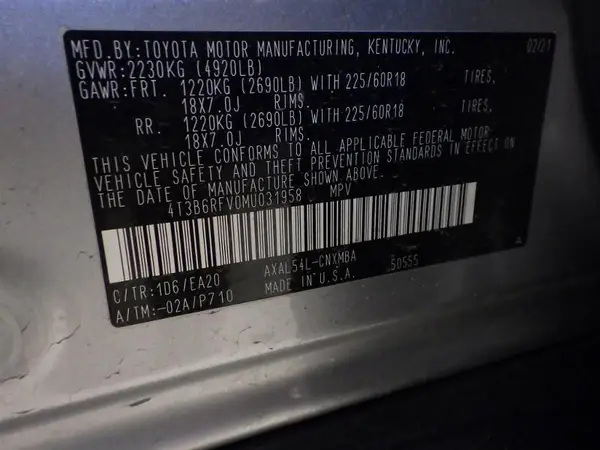 MFD.BY:TOYOTA MOTOR MANUFACTURING, KENTUCKY, INC. 02/21
GVWR:2230KG (4920LB)
GAWR:FRT. 1220KG (2690LB) WITH 225/60R18 TIRES,
18X7.0J RIMS.
RR. 1220KG (2690LB) WITH 225/60R18 TIRES,
18X7.0J RIMS.
THIS VEHICLE CONFORMS TO ALL APPLICABLE FEDERAL MOTOR
VEHICLE SAFETY AND THEFT PREVENTION STANDARDS IN EFFECT ON
THE DATE OF MANUFACTURE SHOWN ABOVE.
4T3B6RFV0MU031958 MPV
C/TR:1D6/EA20 AXAL54L-CNXMBA 50555
A/TM:-02A/P710 MADE IN U.S.A. A